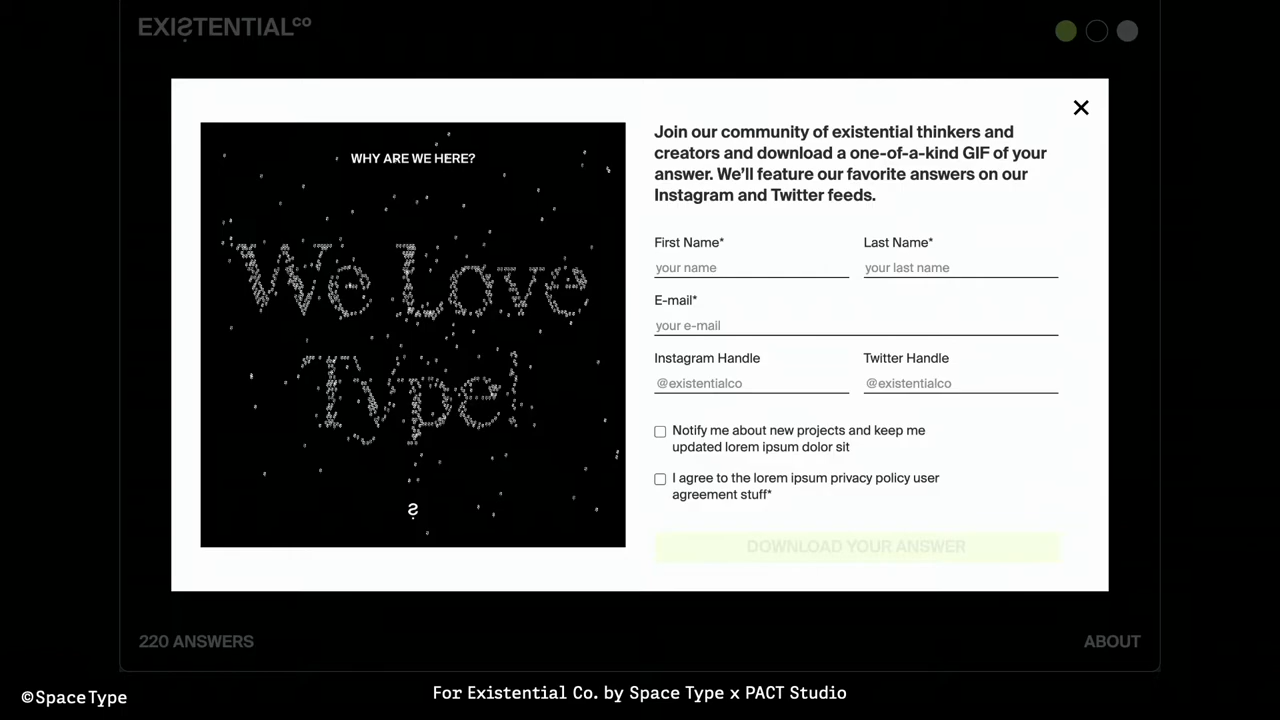 EXISTENTIALco
WHY ARE WE HERE?
We Love
Type!
Join our community of existential thinkers and
creators and download a one-of-a-kind GIF of your
answer. We’ll feature our favorite answers on our
Instagram and Twitter feeds.
First Name* Last Name*
your name your last name
E-mail*
your e-mail
Instagram Handle Twitter Handle
@existentialco @existentialco
Notify me about new projects and keep me
updated lorem ipsum dolor sit
I agree to the lorem ipsum privacy policy user
agreement stuff*
DOWNLOAD YOUR ANSWER
220 ANSWERS ABOUT
©SpaceType
For Existential Co. by Space Type x PACT Studio